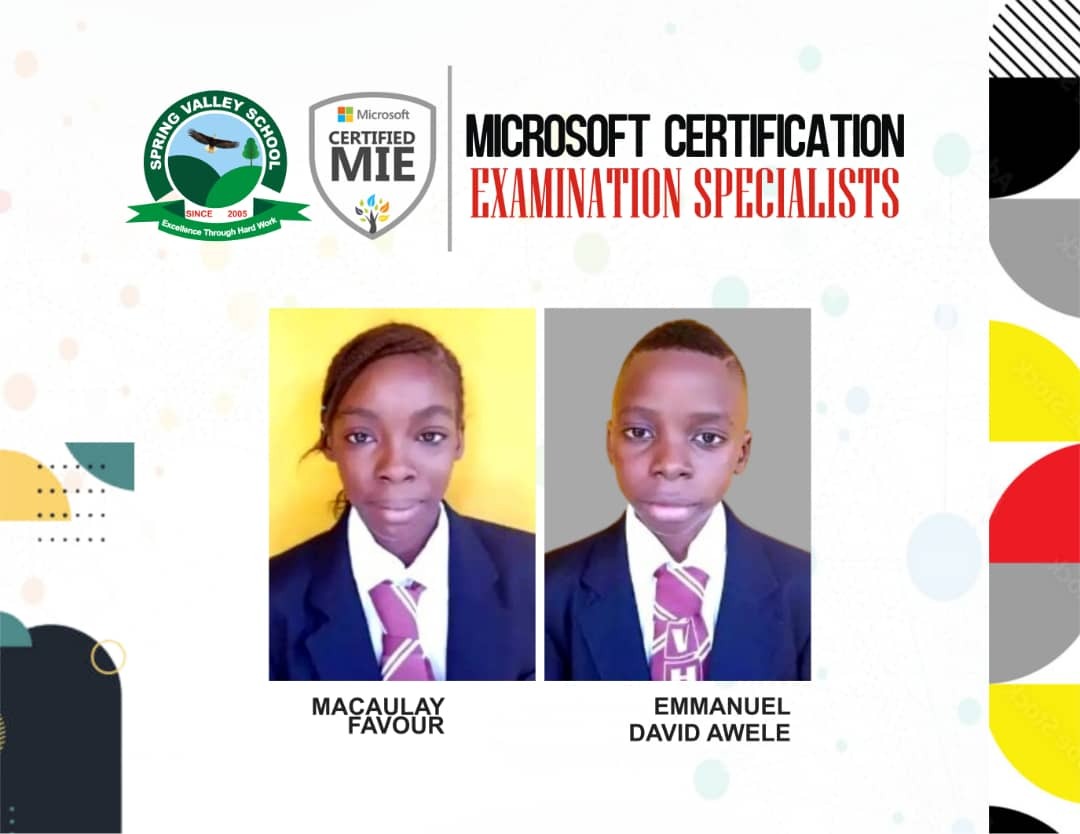 SPRING VALLEY SCHOOL
SINCE 2005
Excellence Through Hard Work
Microsoft
CERTIFIED
MIE
MICROSOFT CERTIFICATION
EXAMINATION SPECIALISTS
MACAULAY
FAVOUR
EMMANUEL
DAVID AWELE